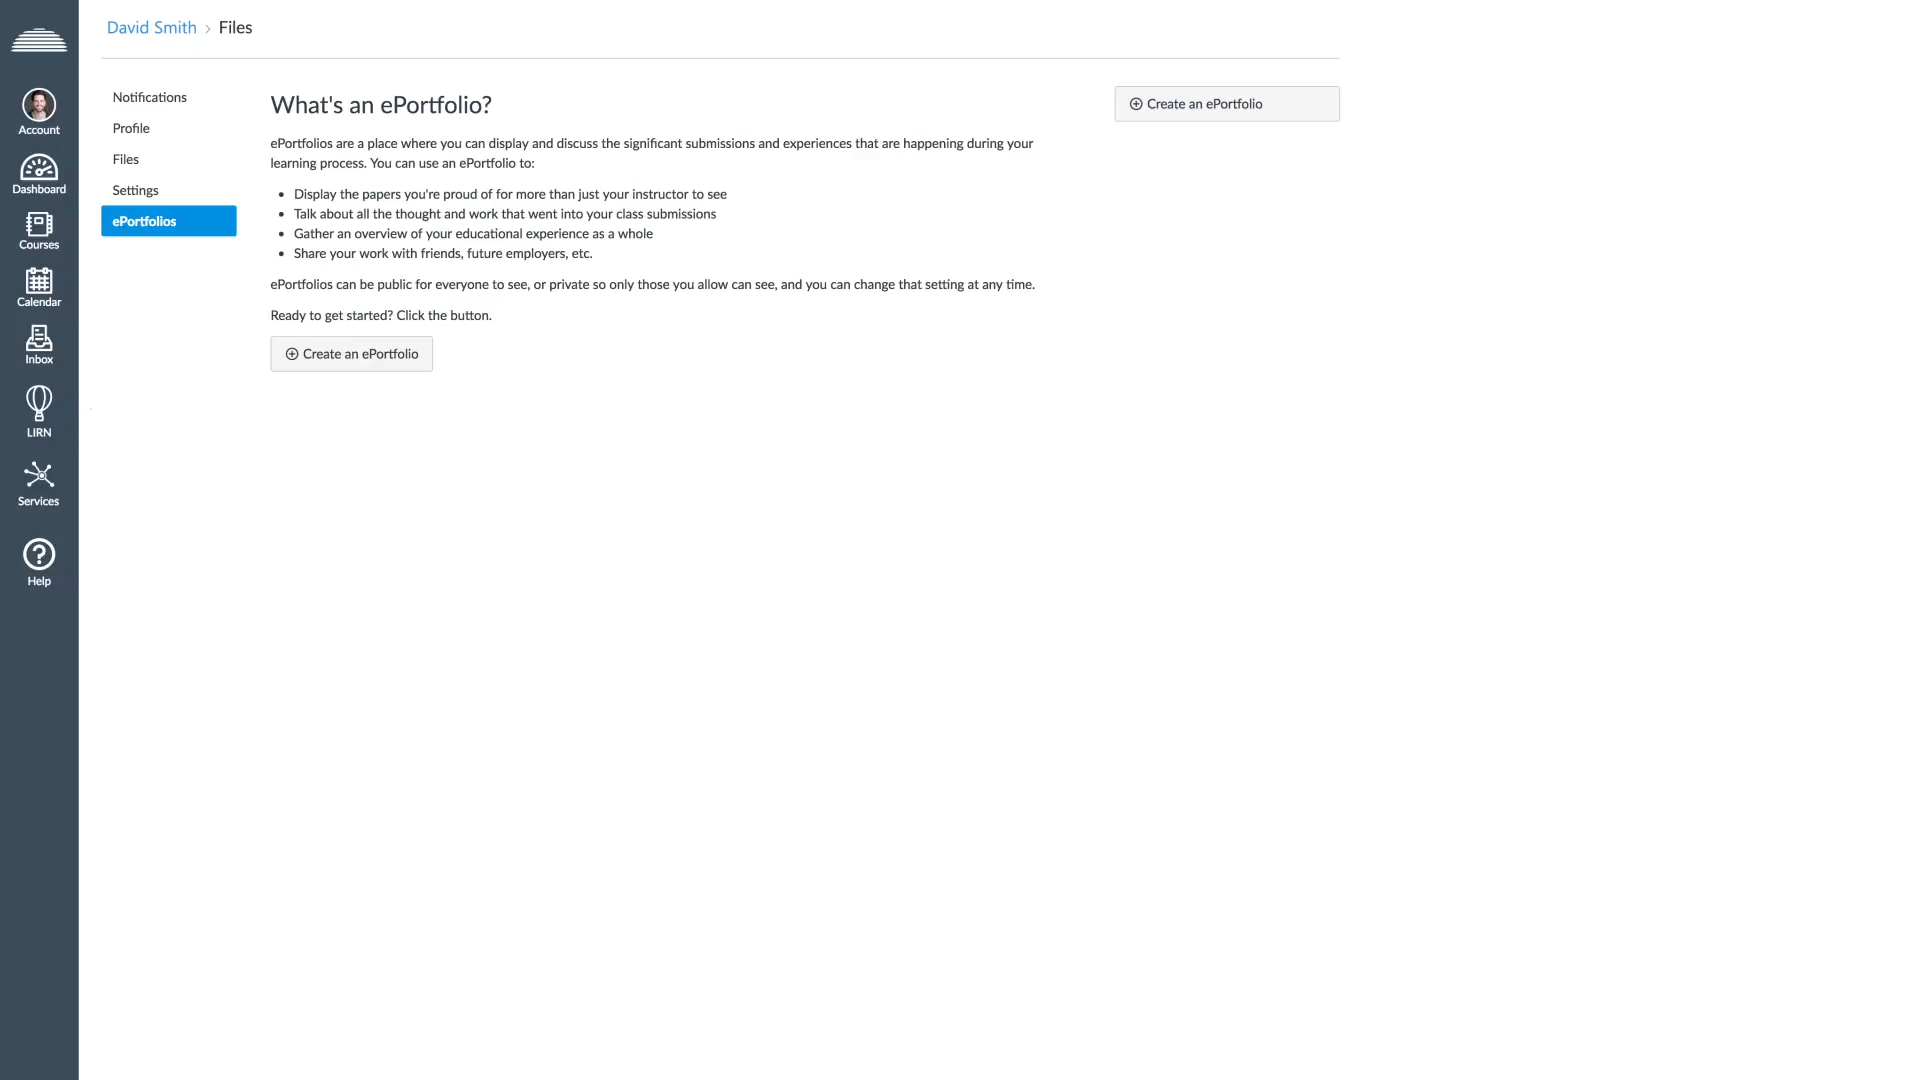 David Smith > Files
Account
Dashboard
Courses
Calendar
Inbox
LIRN
Services
Help
Notifications
Profile
Files
Settings
ePortfolios
What's an ePortfolio?
ePortfolios are a place where you can display and discuss the significant submissions and experiences that are happening during your
learning process. You can use an ePortfolio to:
• Display the papers you're proud of for more than just your instructor to see
• Talk about all the thought and work that went into your class submissions
• Gather an overview of your educational experience as a whole
• Share your work with friends, future employers, etc.
ePortfolios can be public for everyone to see, or private so only those you allow can see, and you can change that setting at any time.
Ready to get started? Click the button.
Create an ePortfolio
Create an ePortfolio